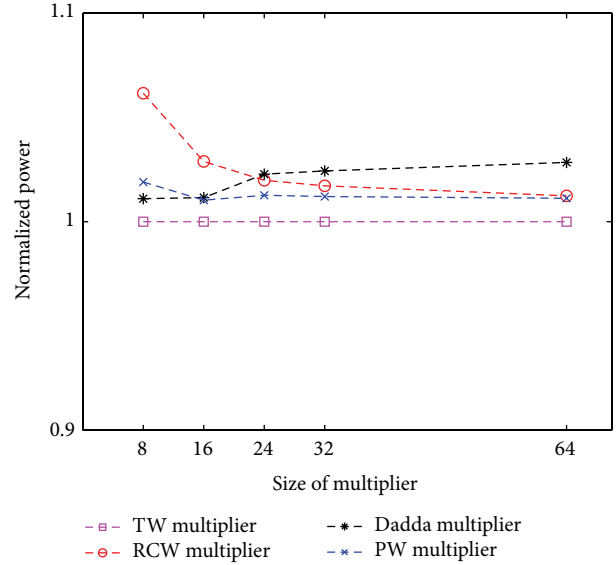 1.1
1
0.9
Normalized power
8 16 24 32 64
Size of multiplier
TW multiplier
RCW multiplier
Dadda multiplier
PW multiplier